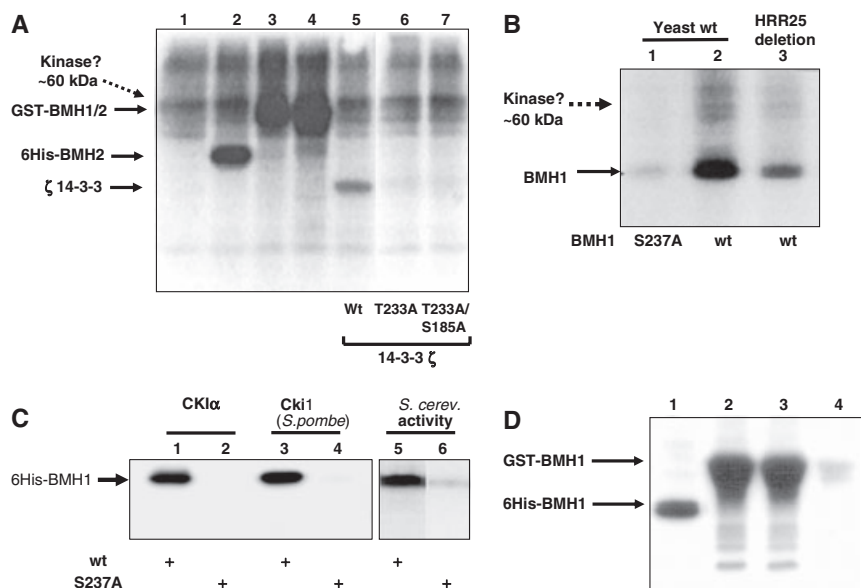 A
1 2 3 4 5 6 7
Kinase?
~60 kDa
GST-BMH1/2
6His-BMH2
ζ 14-3-3
Wt T233A T233A/
S185A
14-3-3 ζ
B
Yeast wt HRR25
deletion
1 2 3
Kinase?
~60 kDa
BMH1
BMH1 S237A wt wt
C
CKIα Cki1 S. cerev.
(S.pombe) activity
1 2 3 4 5 6
6His-BMH1
wt + + +
S237A + + +
D
1 2 3 4
GST-BMH1
6His-BMH1